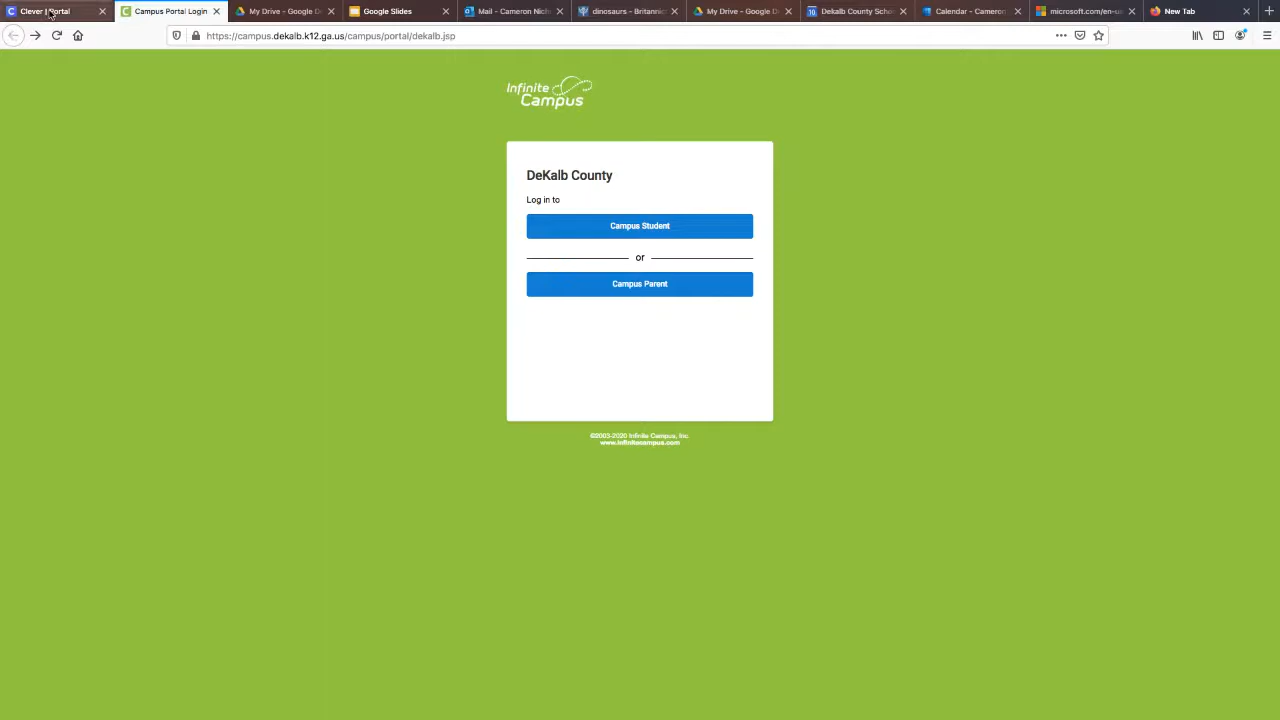 Clever | Portal
Campus Portal Login
My Drive - Google D
Google Slides
Mail - Cameron Nich
dinosaurs - Britannic
My Drive - Google D
Dekalb County Scho
Calendar - Cameron
microsoft.com/en-u
New Tab
https://campus.dekalb.k12.ga.us/campus/portal/dekalb.jsp
Infinite
Campus
DeKalb County
Log in to
Campus Student
or
Campus Parent
©2003-2020 Infinite Campus, Inc.
www.infinitecampus.com